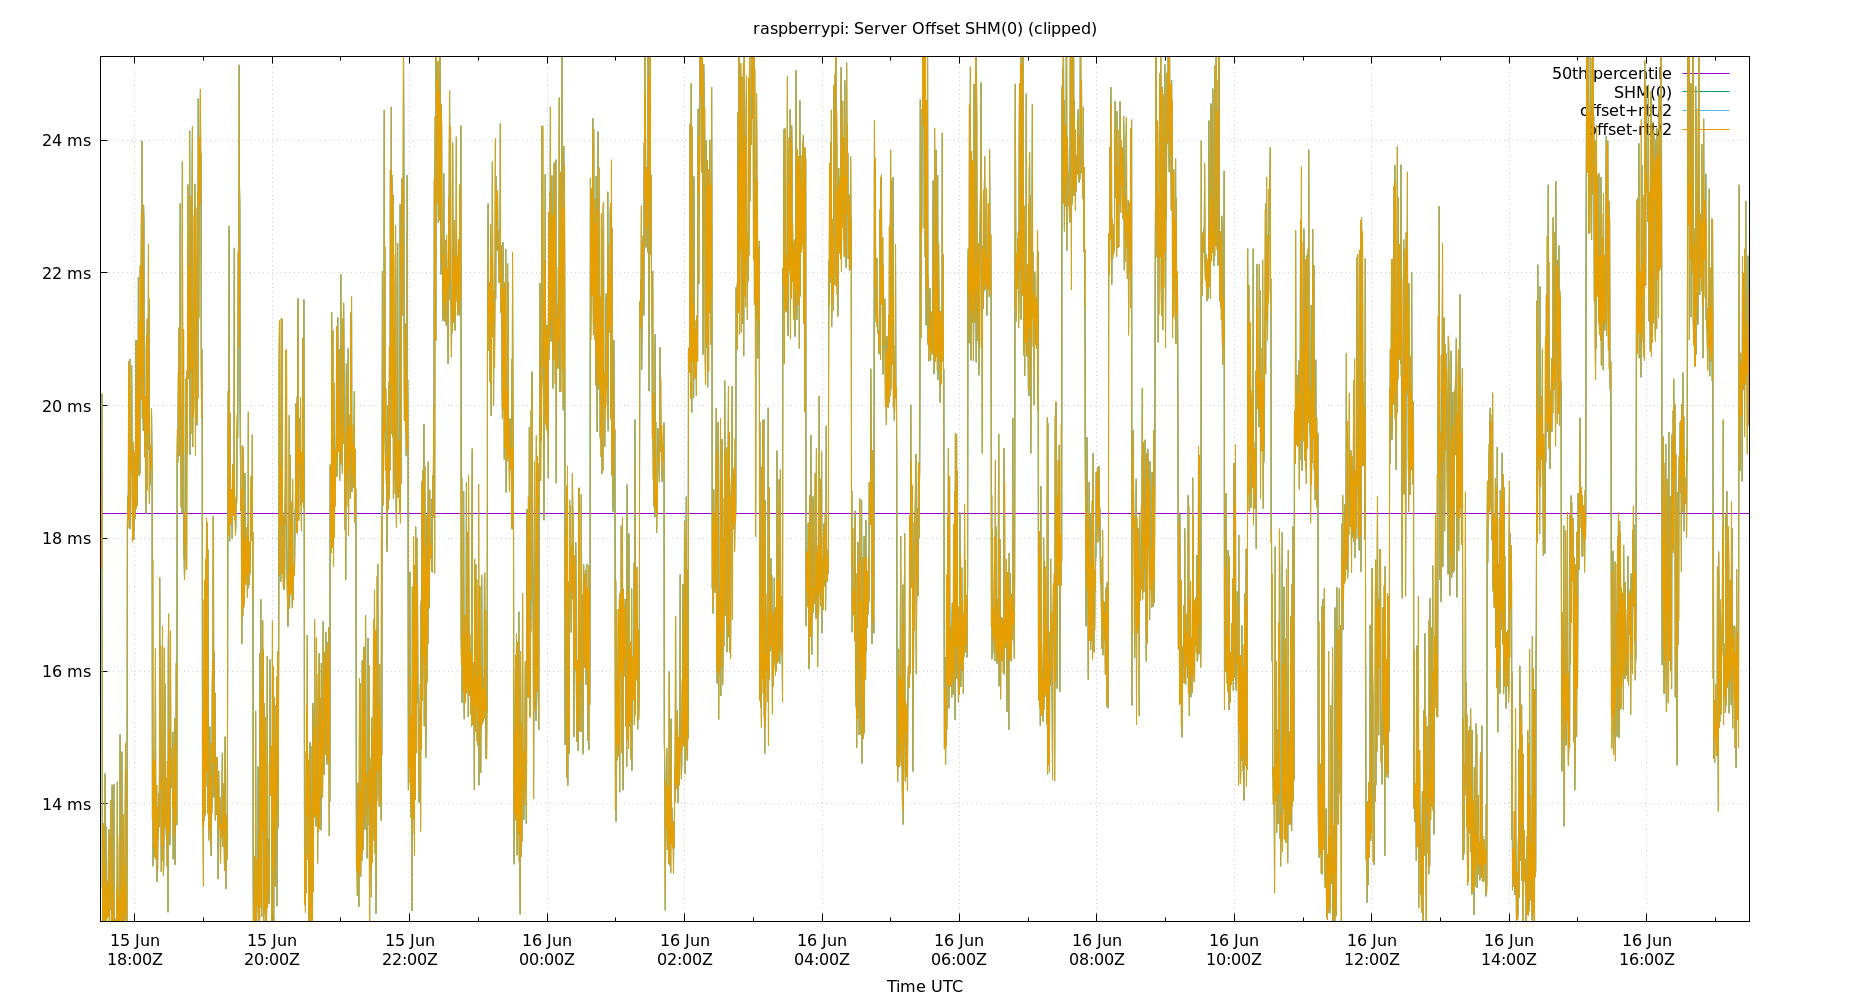 raspberrypi: Server Offset SHM(0) (clipped)
50th percentile
SHM(0)
offset+rtt/2
offset-rtt/2
24 ms
22 ms
20 ms
18 ms
16 ms
14 ms
15 Jun 15 Jun 15 Jun 16 Jun 16 Jun 16 Jun 16 Jun 16 Jun 16 Jun 16 Jun 16 Jun 16 Jun
18:00Z 20:00Z 22:00Z 00:00Z 02:00Z 04:00Z 06:00Z 08:00Z 10:00Z 12:00Z 14:00Z 16:00Z
Time UTC